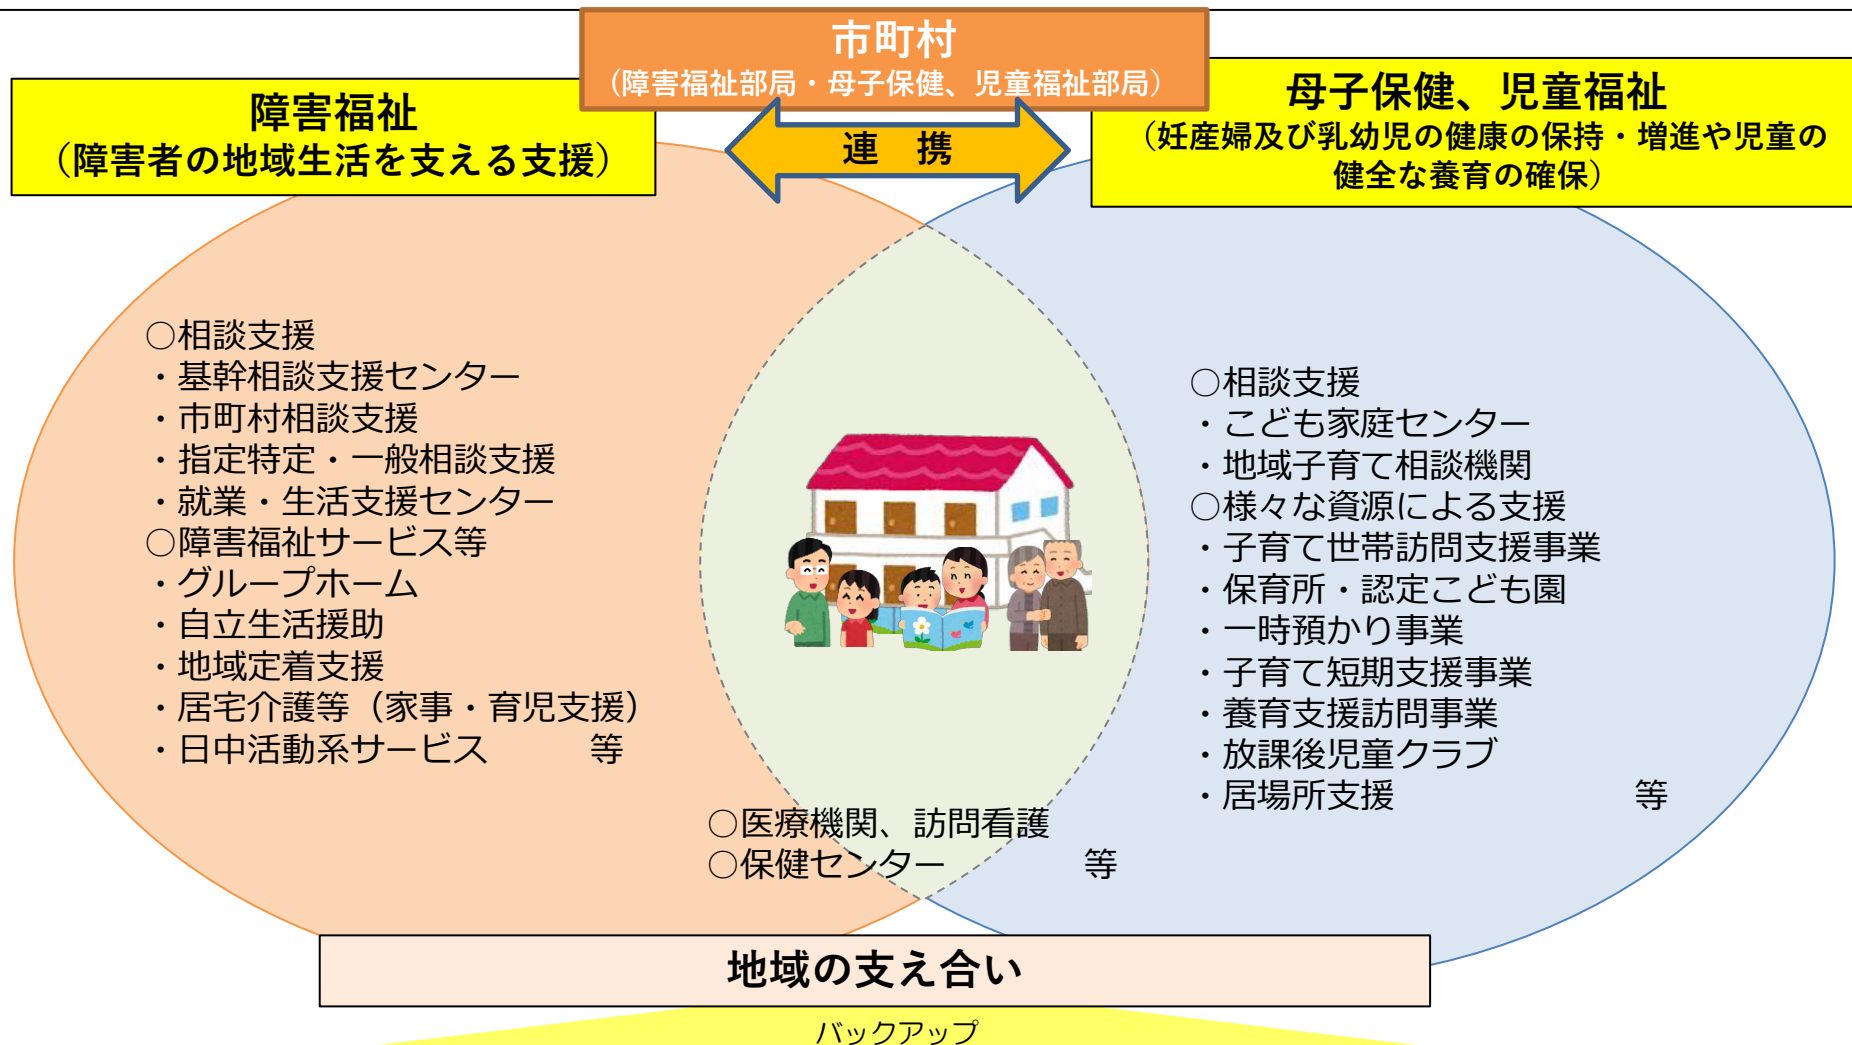 市町村
（障害福祉部局・母子保健、児童福祉部局）
障害福祉
（障害者の地域生活を支える支援）
連　携
母子保健、児童福祉
（妊産婦及び乳幼児の健康の保持・増進や児童の
健全な養育の確保）
○相談支援
・基幹相談支援センター
・市町村相談支援
・指定特定・一般相談支援
・就業・生活支援センター
○障害福祉サービス等
・グループホーム
・自立生活援助
・地域定着支援
・居宅介護等（家事・育児支援）
・日中活動系サービス　　　等
○相談支援
・こども家庭センター
・地域子育て相談機関
○様々な資源による支援
・子育て世帯訪問支援事業
・保育所・認定こども園
・一時預かり事業
・子育て短期支援事業
・養育支援訪問事業
・放課後児童クラブ
・居場所支援　　　　　　　等
○医療機関、訪問看護
○保健センター　　　　等
地域の支え合い
バックアップ